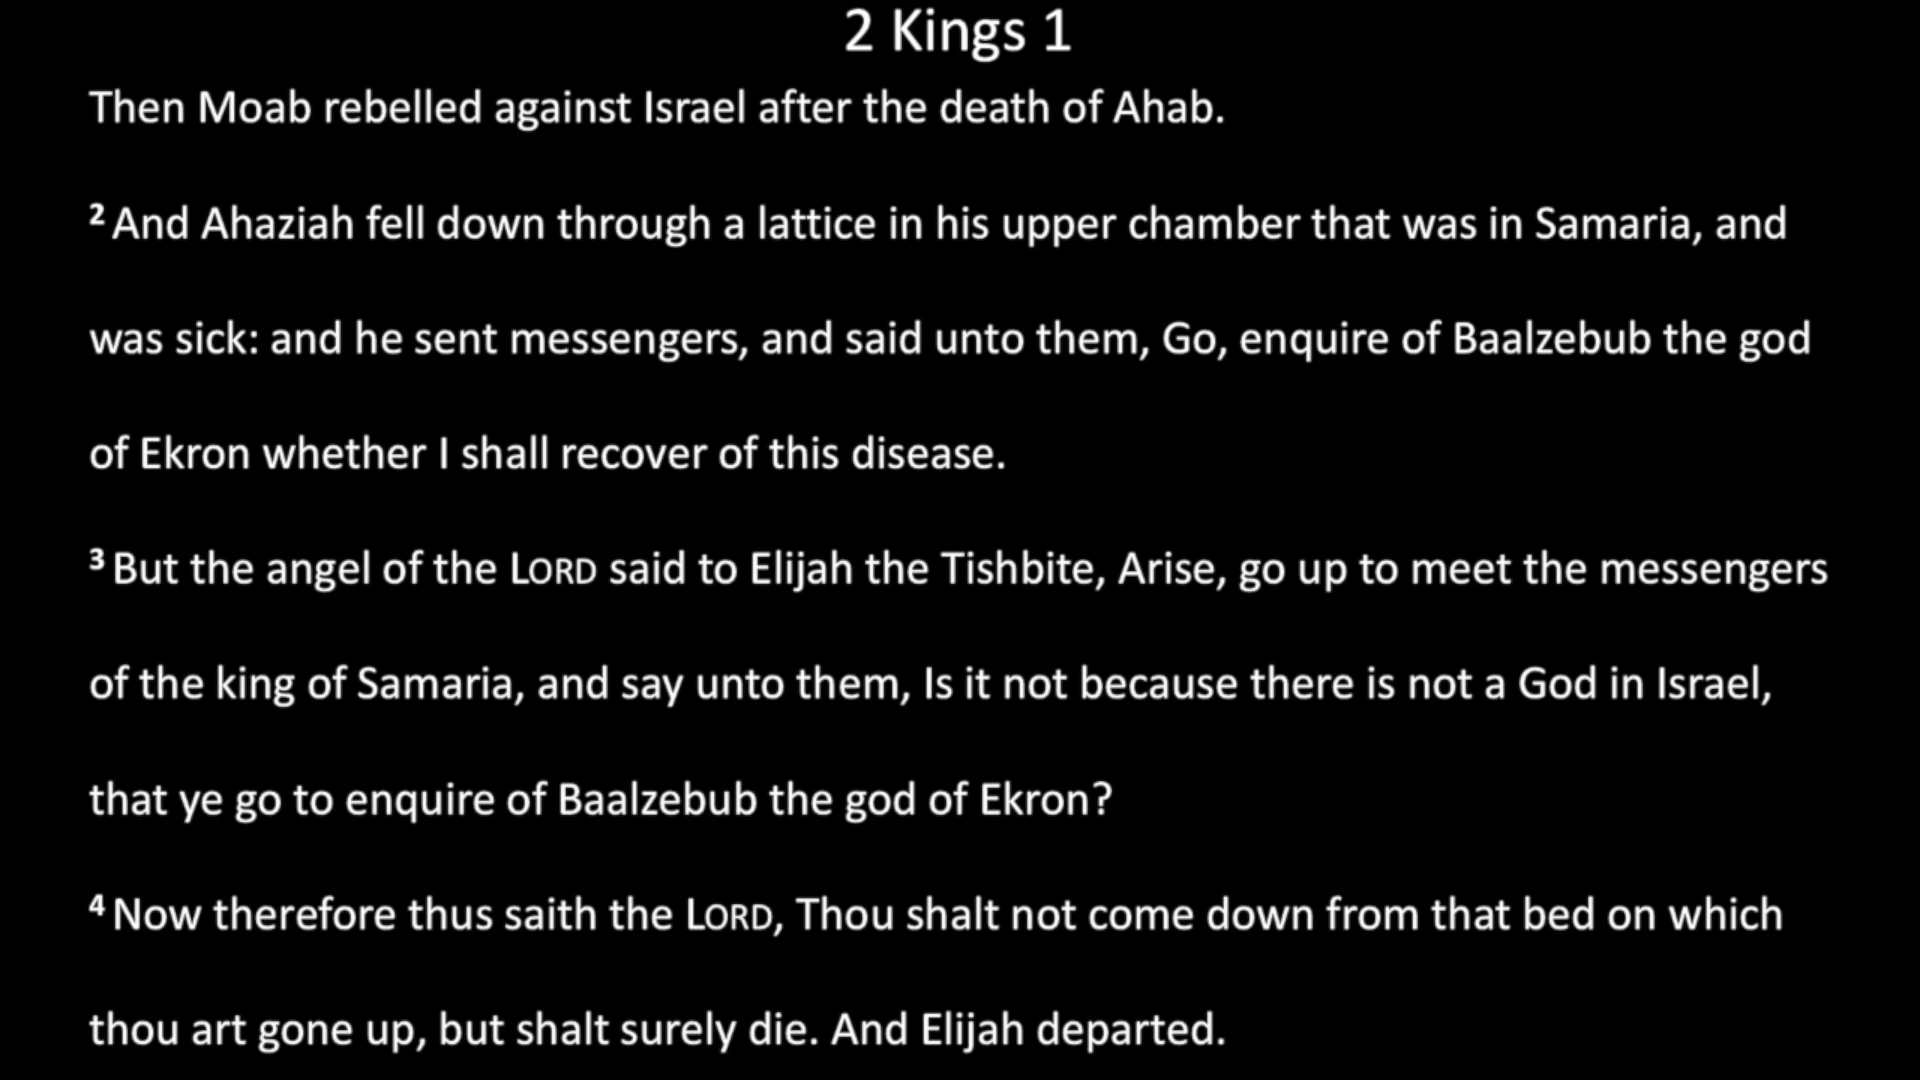 2 Kings 1
Then Moab rebelled against Israel after the death of Ahab.
2 And Ahaziah fell down through a lattice in his upper chamber that was in Samaria, and
was sick: and he sent messengers, and said unto them, Go, enquire of Baalzebub the god
of Ekron whether I shall recover of this disease.
3 But the angel of the LORD said to Elijah the Tishbite, Arise, go up to meet the messengers
of the king of Samaria, and say unto them, Is it not because there is not a God in Israel,
that ye go to enquire of Baalzebub the god of Ekron?
4 Now therefore thus saith the LORD, Thou shalt not come down from that bed on which
thou art gone up, but shalt surely die. And Elijah departed.